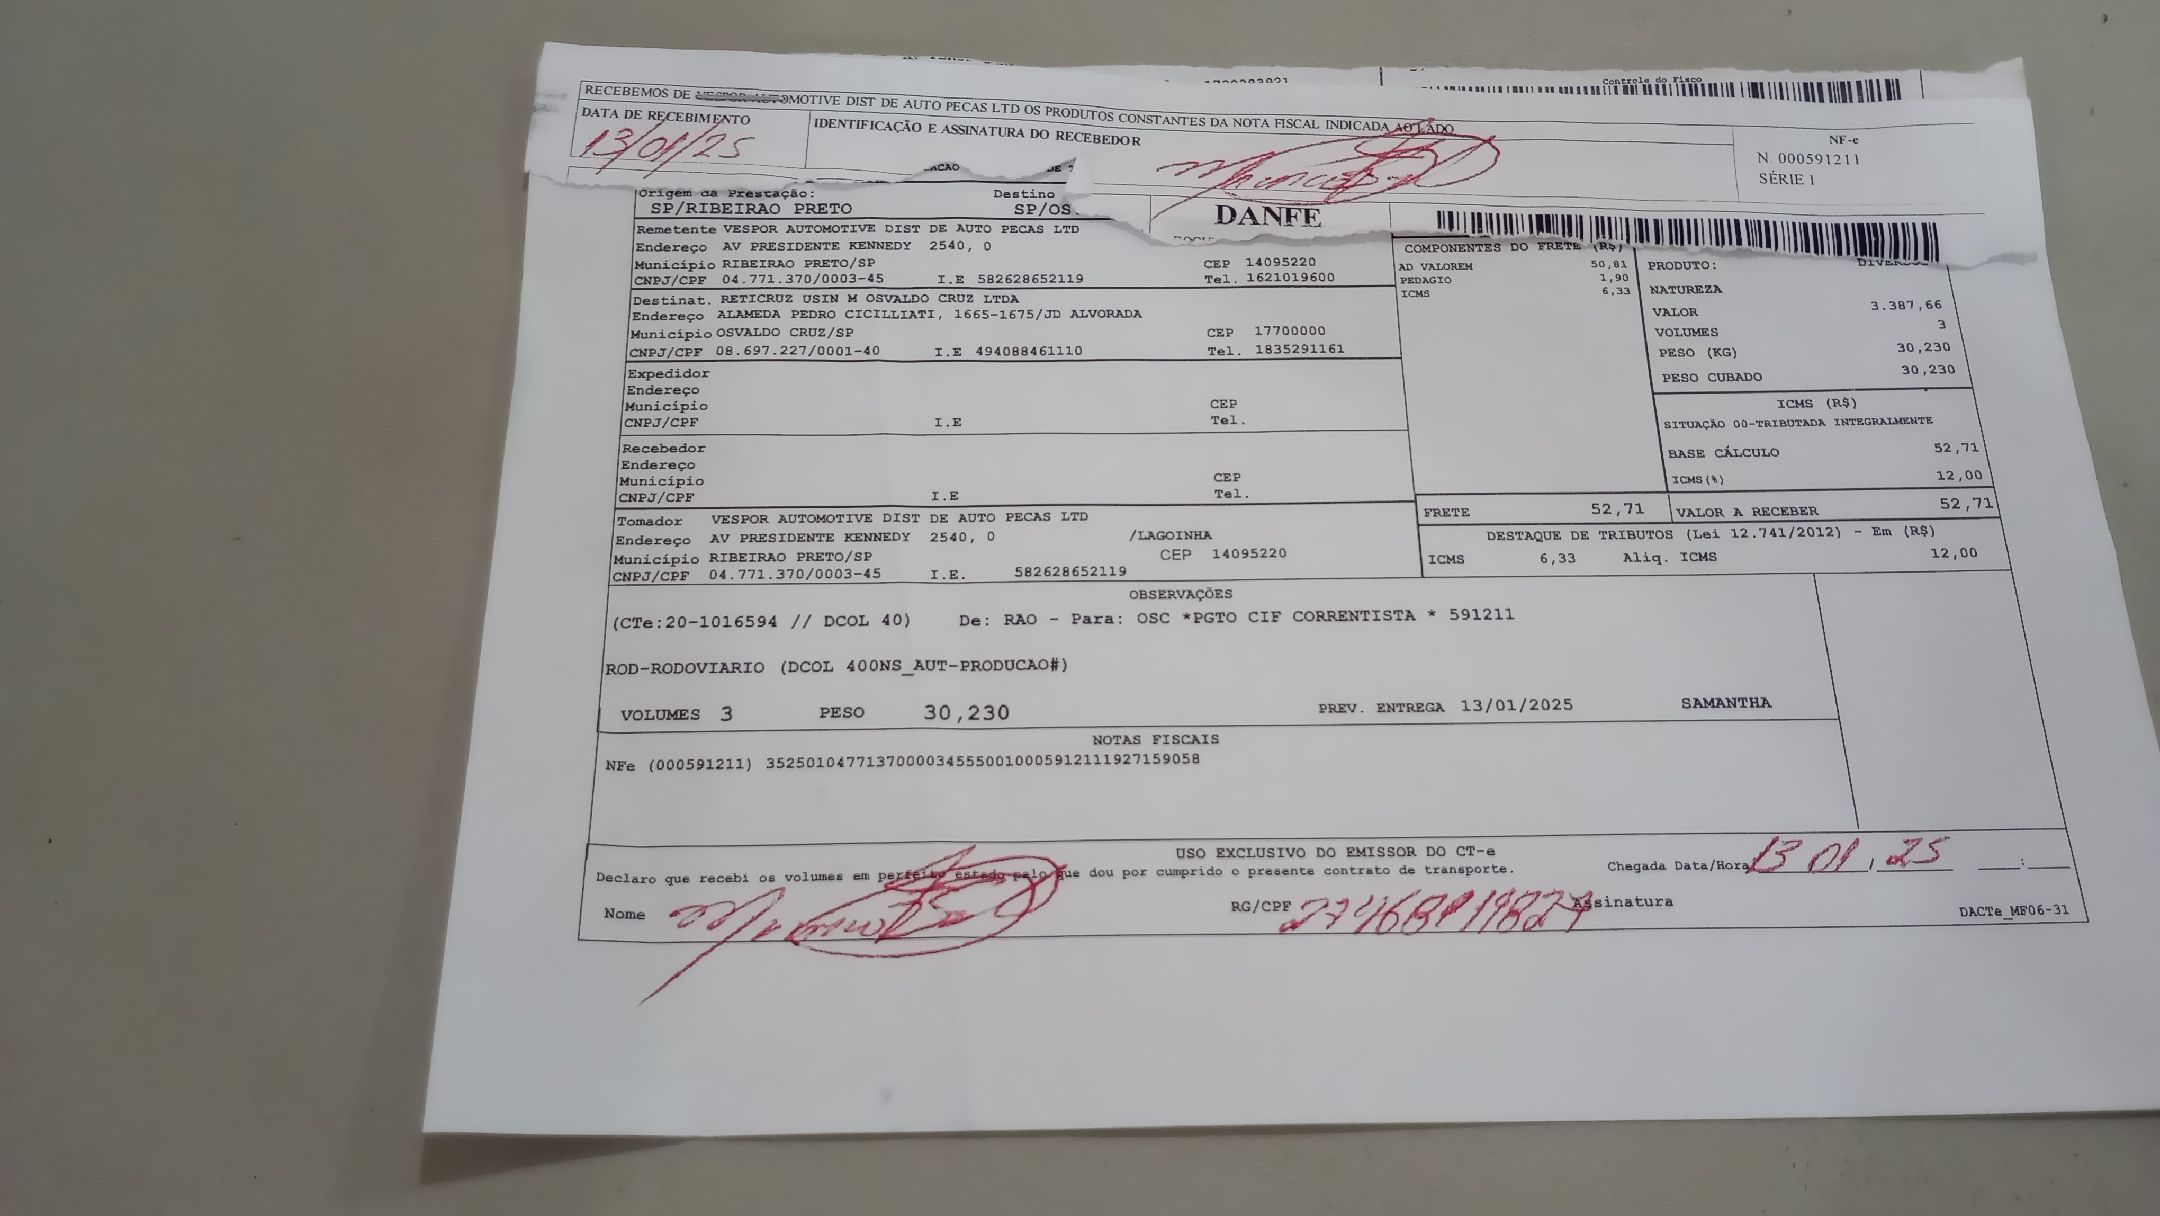 Controle do Fisco
RECEBEMOS DE VESPOR AUTOMOTIVE DIST DE AUTO PECAS LTD OS PRODUTOS CONSTANTES DA NOTA FISCAL INDICADA AO LADO
DATA DE RECEBIMENTO
13/01/25
IDENTIFICAÇÃO E ASSINATURA DO RECEBEDOR
NF-e
N. 000591211
SÉRIE 1
DANFE
Origem da Prestação: Destino
SP/RIBEIRAO PRETO SP/OS
Remetente VESPOR AUTOMOTIVE DIST DE AUTO PECAS LTD
Endereço AV PRESIDENTE KENNEDY 2540, 0
Município RIBEIRAO PRETO/SP CEP 14095220
CNPJ/CPF 04.771.370/0003-45 I.E 582628652119 Tel. 1621019600
Destinat. RETICRUZ USIN M OSVALDO CRUZ LTDA
Endereço ALAMEDA PEDRO CICILLIATI, 1665-1675/JD ALVORADA
Município OSVALDO CRUZ/SP CEP 17700000
CNPJ/CPF 08.697.227/0001-40 I.E 494088461110 Tel. 1835291161
Expedidor
Endereço
Município CEP
CNPJ/CPF I.E Tel.
Recebedor
Endereço
Município CEP
CNPJ/CPF I.E Tel.
Tomador VESPOR AUTOMOTIVE DIST DE AUTO PECAS LTD
Endereço AV PRESIDENTE KENNEDY 2540, 0 /LAGOINHA
Município RIBEIRAO PRETO/SP CEP 14095220
CNPJ/CPF 04.771.370/0003-45 I.E. 582628652119
COMPONENTES DO FRETE (R$)
AD VALOREM 50,81
PEDAGIO 1,90
ICMS 6,33
PRODUTO: DIVERSOS
NATUREZA
VALOR 3.387,66
VOLUMES 3
PESO (KG) 30,230
PESO CUBADO 30,230
ICMS (R$)
SITUAÇÃO 00-TRIBUTADA INTEGRALMENTE
BASE CÁLCULO 52,71
ICMS(%) 12,00
FRETE 52,71 VALOR A RECEBER 52,71
DESTAQUE DE TRIBUTOS (Lei 12.741/2012) - Em (R$)
ICMS 6,33 Aliq. ICMS 12,00
OBSERVAÇÕES
(CTe:20-1016594 // DCOL 40) De: RAO - Para: OSC *PGTO CIF CORRENTISTA * 591211
ROD-RODOVIARIO (DCOL 400NS_AUT-PRODUCAO#)
VOLUMES 3 PESO 30,230 PREV. ENTREGA 13/01/2025 SAMANTHA
NOTAS FISCAIS
NFe (000591211) 35250104771370000345550010005912111927159058
USO EXCLUSIVO DO EMISSOR DO CT-e
Declaro que recebi os volumes em perfeito estado pelo que dou por cumprido o presente contrato de transporte.
Chegada Data/Hora 13 01, 25 ___:___
Nome RG/CPF Assinatura
DACTe_MF06-31